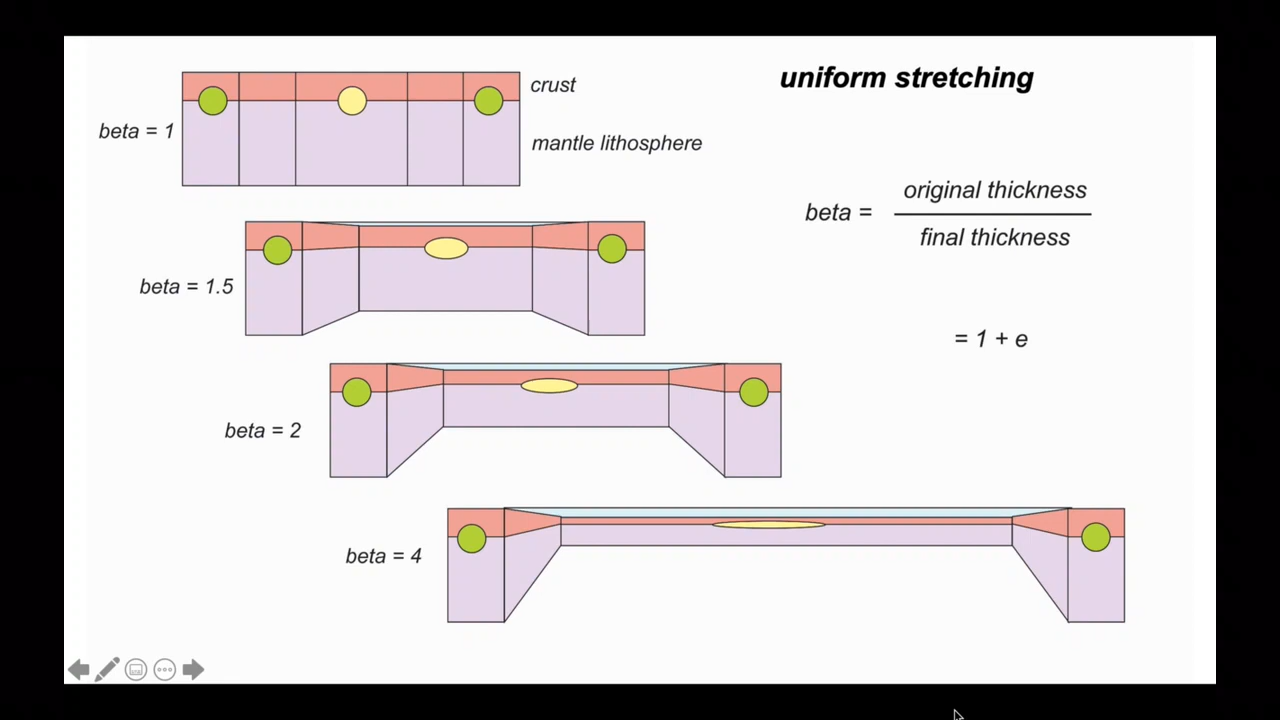 uniform stretching
crust
beta = 1
mantle lithosphere
beta = original thickness
final thickness
beta = 1.5
= 1 + e
beta = 2
beta = 4